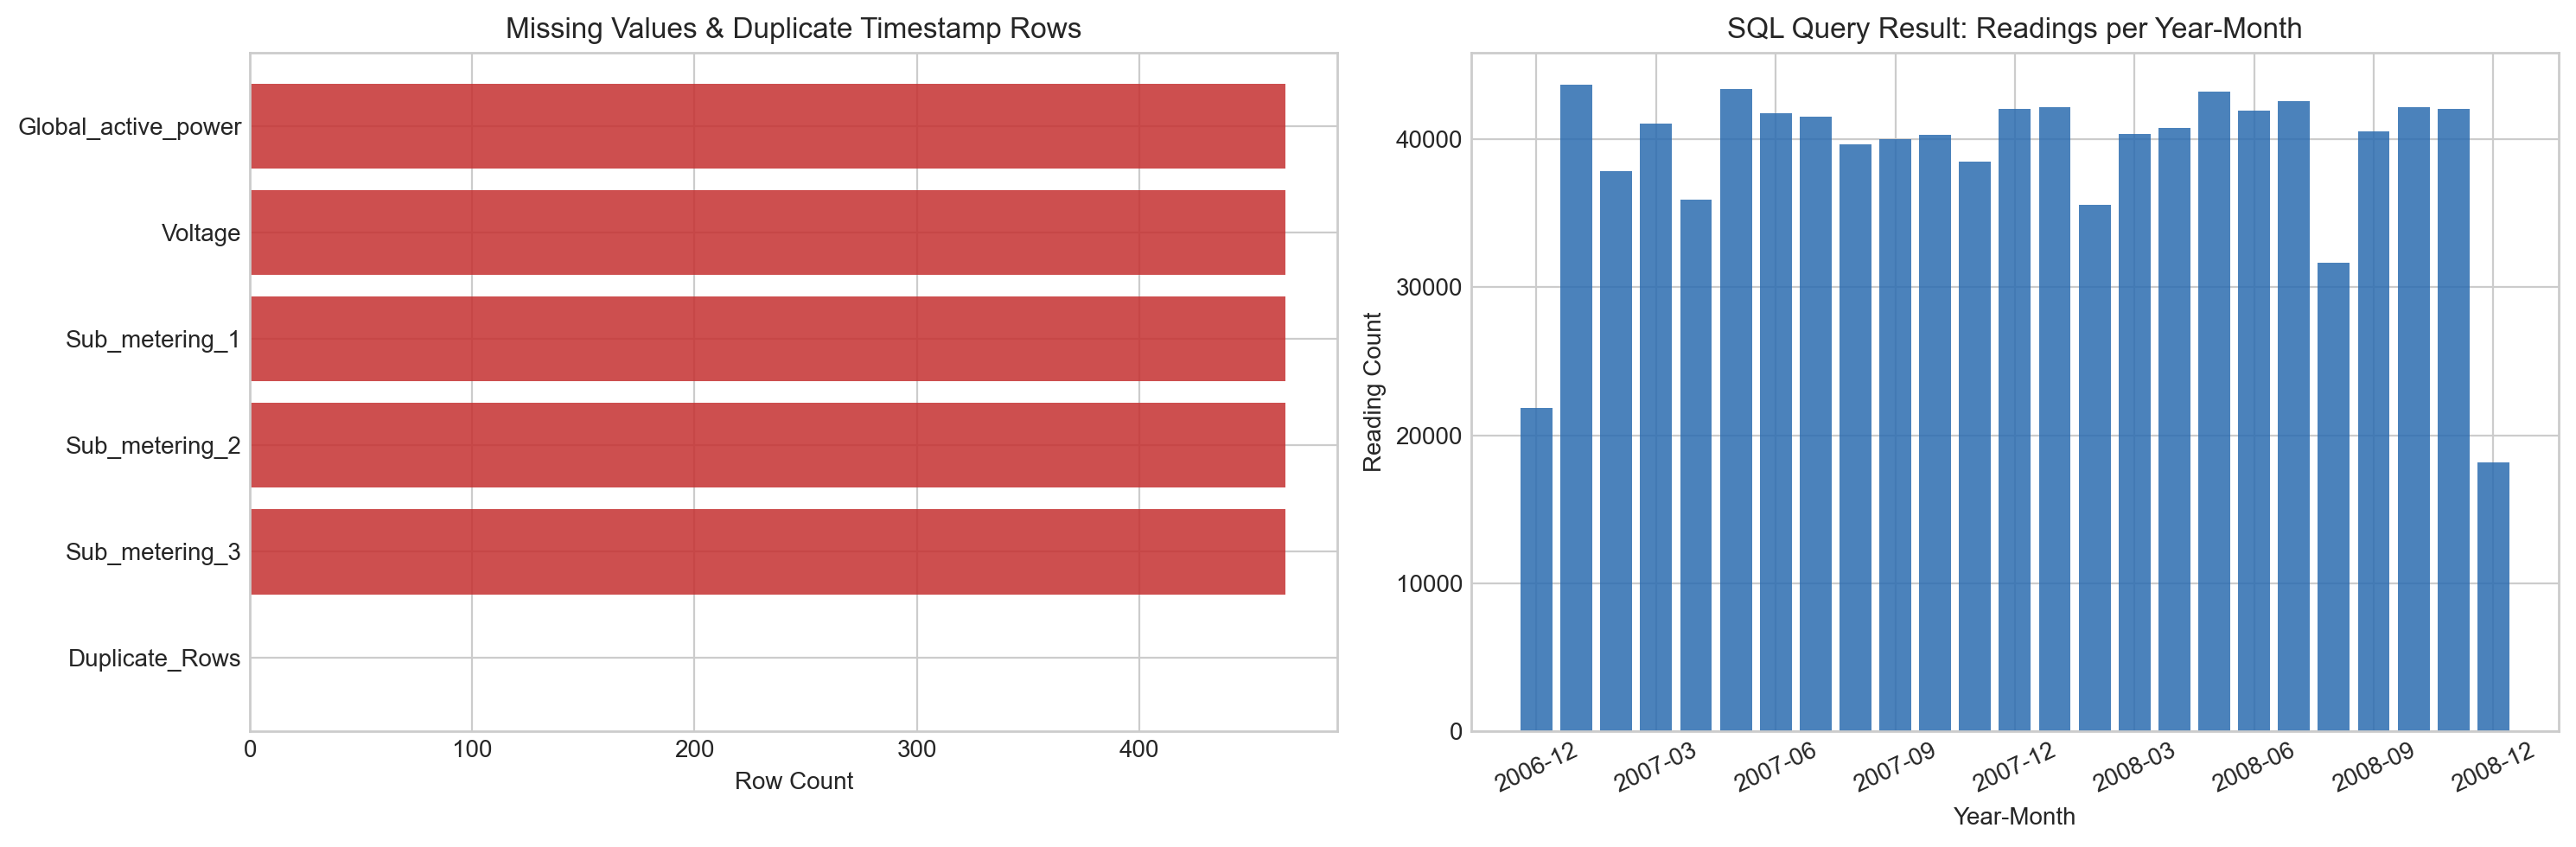 Missing Values & Duplicate Timestamp Rows
Global_active_power
Voltage
Sub_metering_1
Sub_metering_2
Sub_metering_3
Duplicate_Rows
0 100 200 300 400
Row Count
SQL Query Result: Readings per Year-Month
Reading Count
40000
30000
20000
10000
0
2006-12 2007-03 2007-06 2007-09 2007-12 2008-03 2008-06 2008-09 2008-12
Year-Month